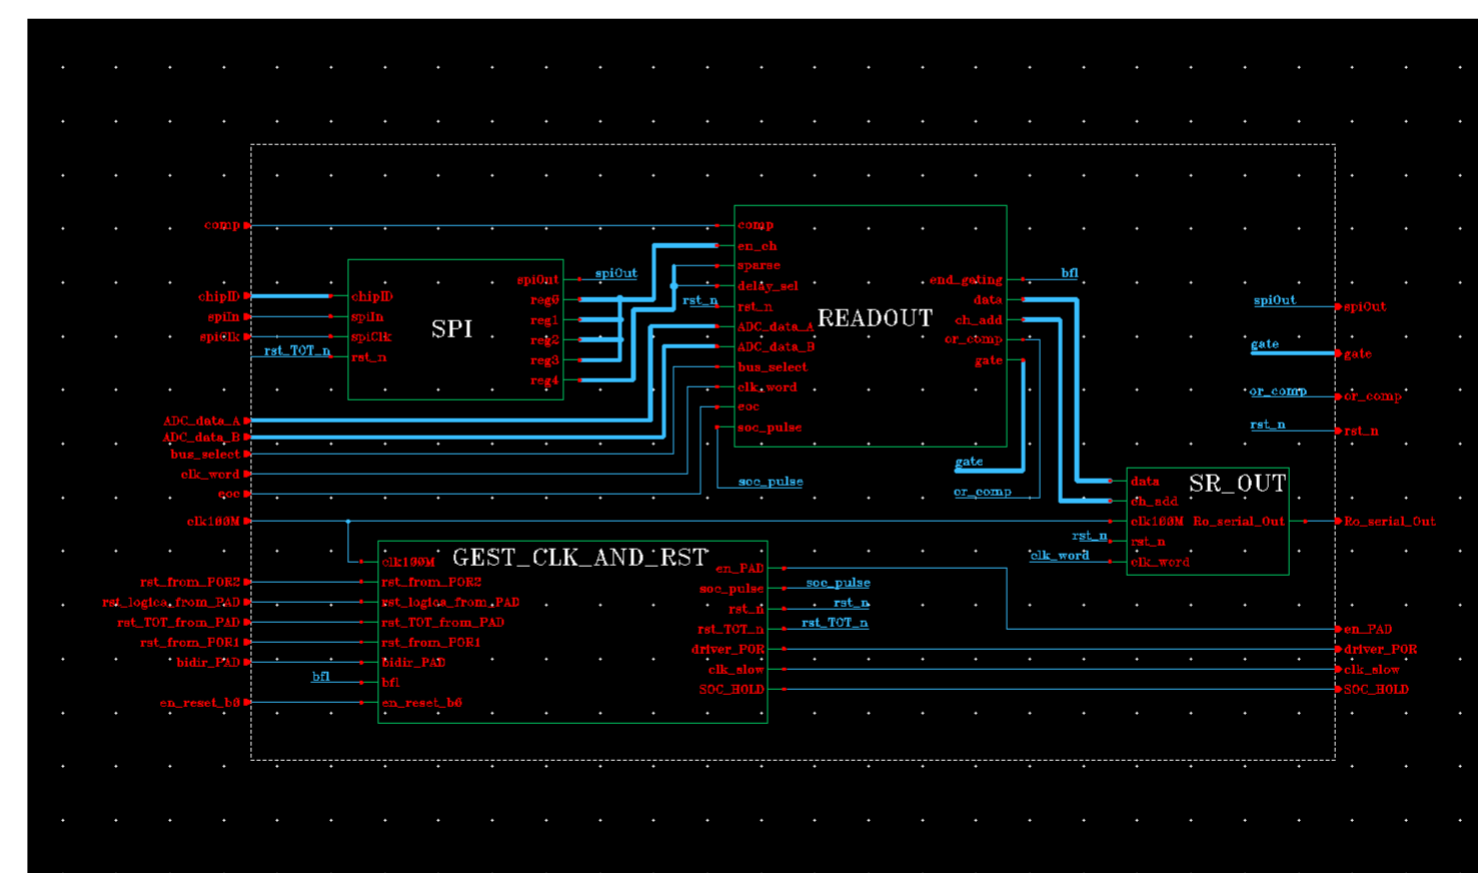 comp
chipID
spiIn
spiClk
rst_TOT_n
ADC_data_A
ADC_data_B
bus_select
clk_word
eoc
clk100M
rst_from_POR2
rst_logica_from_PAD
rst_TOT_from_PAD
rst_from_POR1
bidir_PAD
bfl
en_reset_b6
SPI
chipID
spiIn
spiClk
rst_n
spiOut
reg0
reg1
reg2
reg3
reg4
spiOut
rst_n
READOUT
comp
en_ch
sparse
delay_sel
rst_n
ADC_data_A
ADC_data_B
bus_select
clk_word
eoc
soc_pulse
end_gating
data
ch_add
or_comp
gate
bfl
soc_pulse
gate
or_comp
GEST_CLK_AND_RST
clk100M
rst_from_POR2
rst_logica_from_PAD
rst_TOT_from_PAD
rst_from_POR1
bidir_PAD
bfl
en_reset_b6
en_PAD
soc_pulse
rst_n
rst_TOT_n
driver_POR
clk_slow
SOC_HOLD
soc_pulse
rst_n
rst_TOT_n
rst_n
clk_word
SR_OUT
data
ch_add
clk100M Ro_serial_Out
rst_n
clk_word
spiOut
spiOut
gate
gate
or_comp
or_comp
rst_n
rst_n
Ro_serial_Out
en_PAD
driver_POR
clk_slow
SOC_HOLD